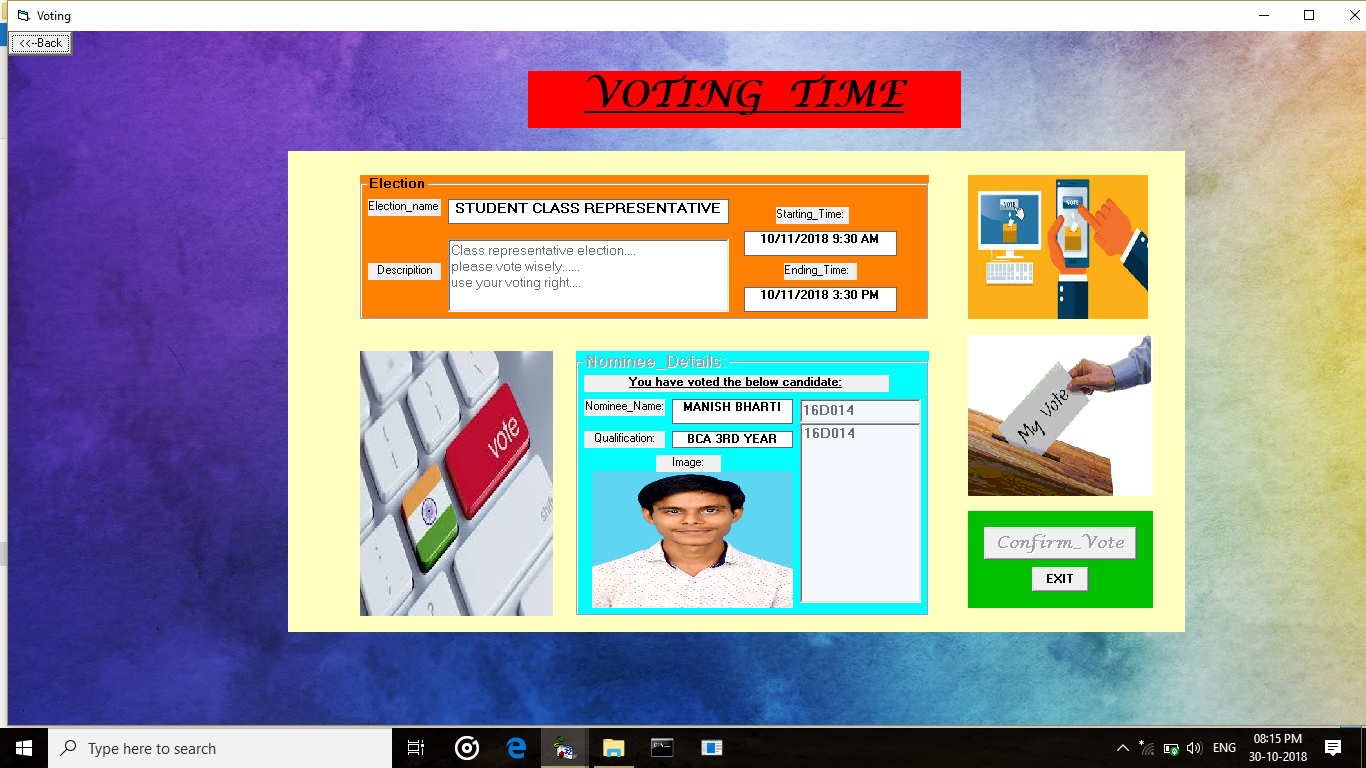 Voting
<<--Back
VOTING TIME
Election
Election_name
STUDENT CLASS REPRESENTATIVE
Starting_Time:
10/11/2018 9:30 AM
Descripition
Class representative election....
please vote wisely......
use your voting right....
Ending_Time:
10/11/2018 3:30 PM
VOTE
VOTE
vote
shift
Nominee_Details:
You have voted the below candidate:
Nominee_Name:
MANISH BHARTI
16D014
Qualification:
BCA 3RD YEAR
16D014
Image:
My Vote
Confirm_Vote
EXIT
Type here to search
ENG
08:15 PM
30-10-2018